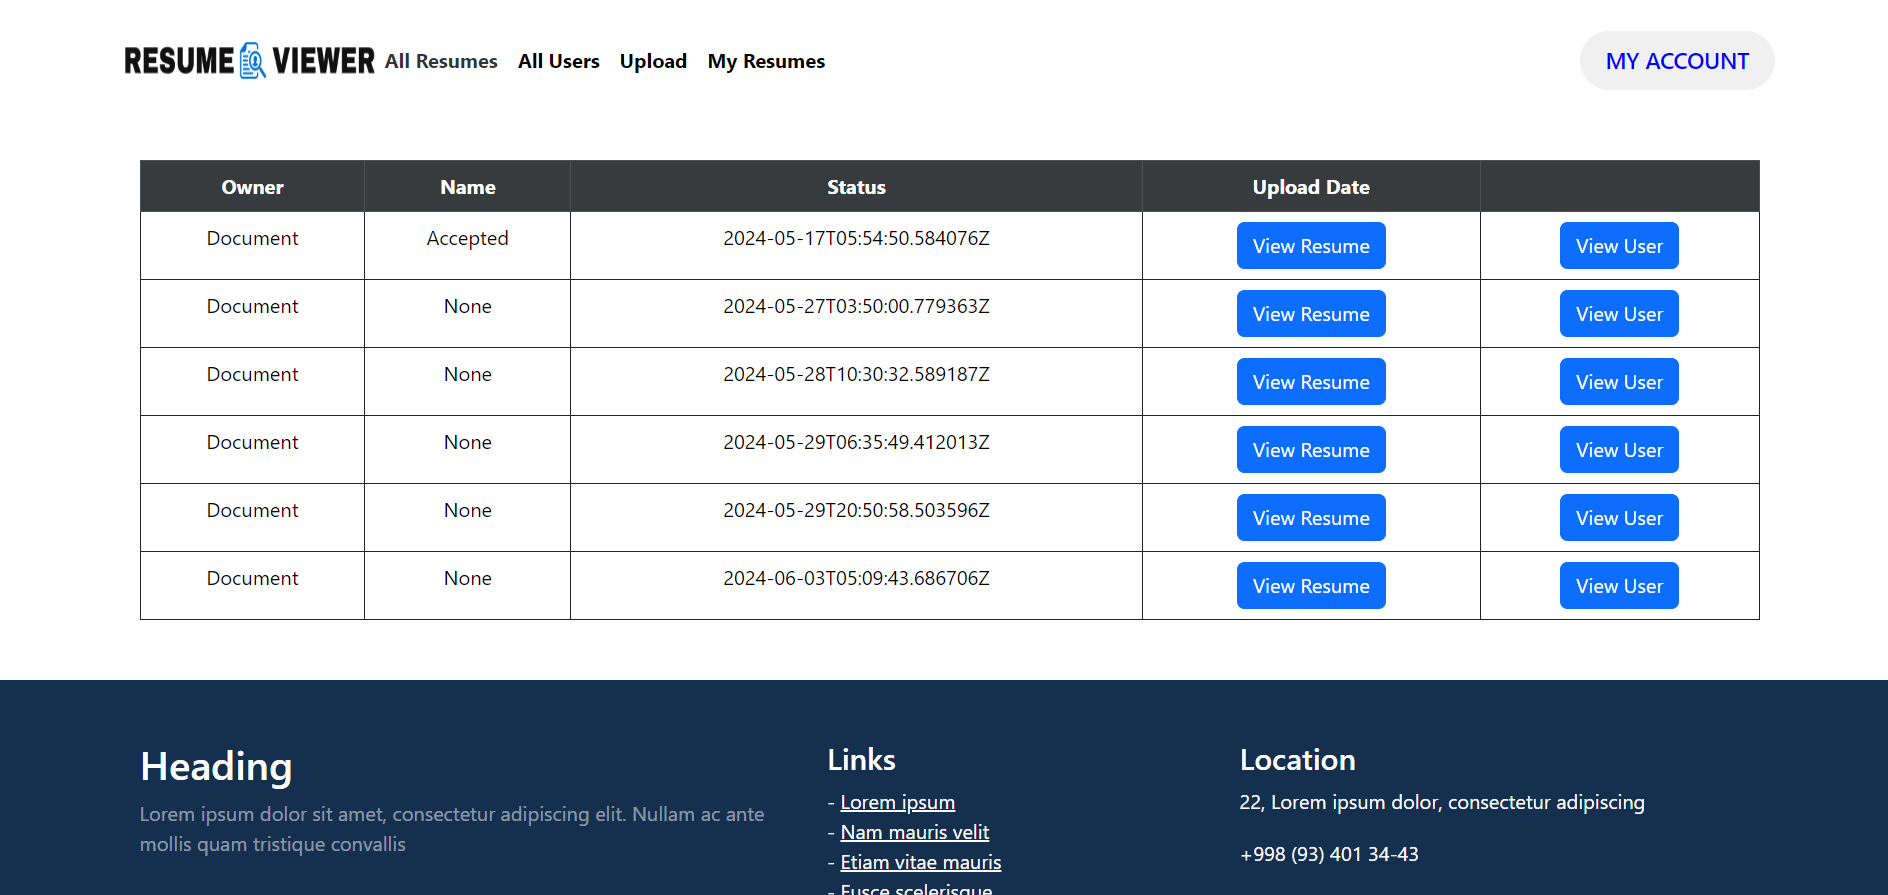 RESUME VIEWER All Resumes All Users Upload My Resumes MY ACCOUNT
Owner Name Status Upload Date
Document Accepted 2024-05-17T05:54:50.584076Z View Resume View User
Document None 2024-05-27T03:50:00.779363Z View Resume View User
Document None 2024-05-28T10:30:32.589187Z View Resume View User
Document None 2024-05-29T06:35:49.412013Z View Resume View User
Document None 2024-05-29T20:50:58.503596Z View Resume View User
Document None 2024-06-03T05:09:43.686706Z View Resume View User
Heading
Lorem ipsum dolor sit amet, consectetur adipiscing elit. Nullam ac ante
mollis quam tristique convallis
Links
- Lorem ipsum
- Nam mauris velit
- Etiam vitae mauris
- Fusce scelerisque
Location
22, Lorem ipsum dolor, consectetur adipiscing
+998 (93) 401 34-43